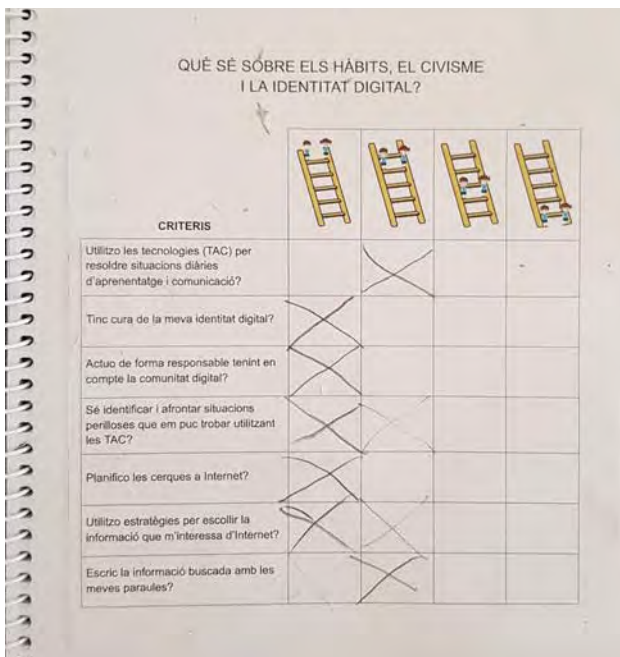 QUÈ SÉ SOBRE ELS HÀBITS, EL CIVISME
I LA IDENTITAT DIGITAL?
CRITERIS
Utilitzo les tecnologies (TAC) per
resoldre situacions diàries
d'aprenentatge i comunicació?
Tinc cura de la meva identitat digital?
Actuo de forma responsable tenint en
compte la comunitat digital?
Sé identificar i afrontar situacions
perilloses que em puc trobar utilitzant
les TAC?
Planifico les cerques a Internet?
Utilitzo estratègies per escollir la
informació que m'interessa d'Internet?
Escric la informació buscada amb les
meves paraules?